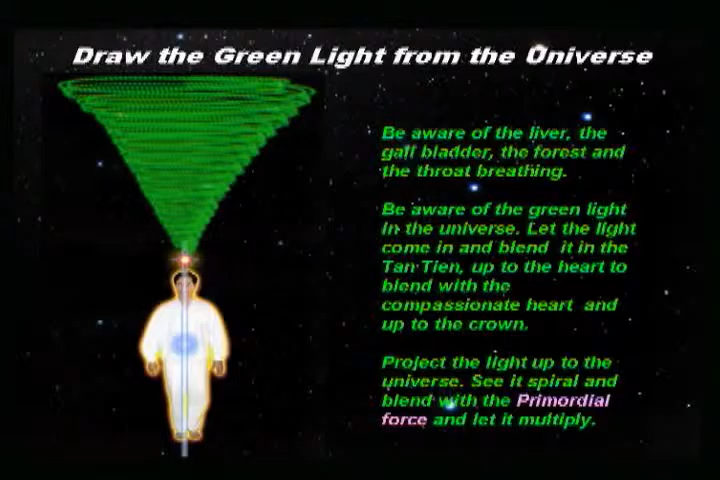 Draw the Green Light from the Universe
Be aware of the liver, the
gall bladder, the forest and
the throat breathing.
Be aware of the green light
in the universe. Let the light
come in and blend it in the
Tan Tien, up to the heart to
blend with the
compassionate heart and
up to the crown.
Project the light up to the
universe. See it spiral and
blend with the Primordial
force and let it multiply.